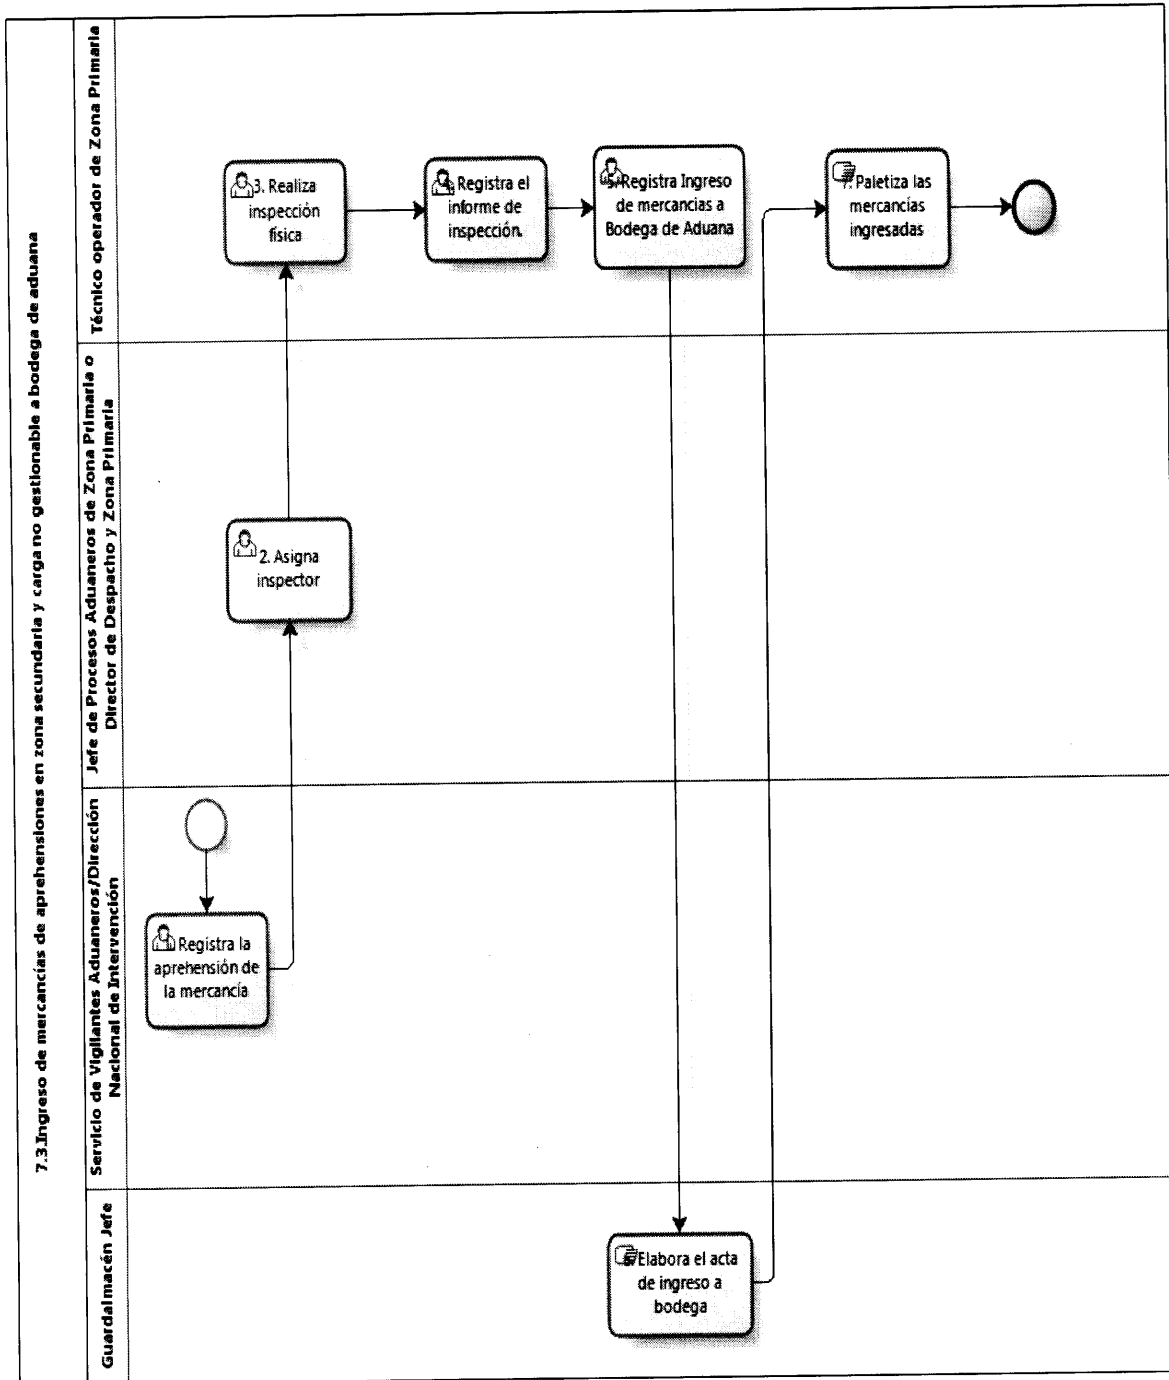 7.3.Ingreso de mercancías de aprehensiones en zona secundaria y carga no gestionable a bodega de aduana
Técnico operador de Zona Primaria
3. Realiza
inspección
física
Registra el
informe de
inspección.
5. Registra Ingreso
de mercancias a
Bodega de Aduana
7. Paletiza las
mercancías
ingresadas
Jefe de Procesos Aduaneros de Zona Primaria o
Director de Despacho y Zona Primaria
2. Asigna
inspector
Servicio de Vigilantes Aduaneros/Dirección
Nacional de Intervención
Registra la
aprehensión de
la mercancía
Guardalmacén Jefe
Elabora el acta
de ingreso a
bodega